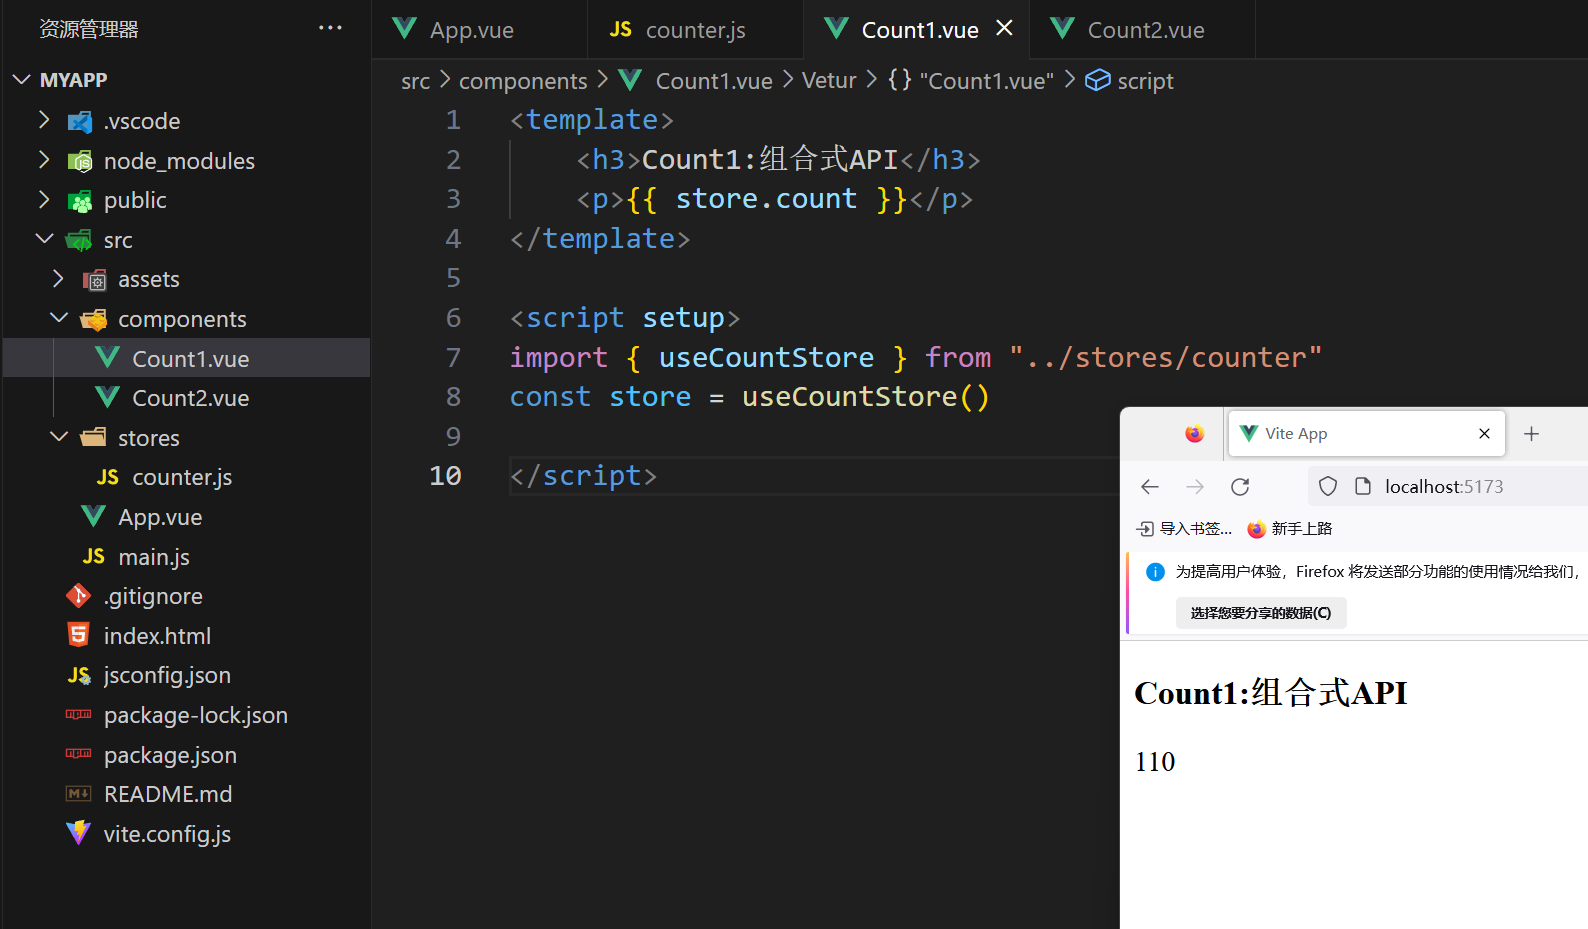 资源管理器
MYAPP
.vscode
node_modules
public
src
assets
components
Count1.vue
Count2.vue
stores
JS counter.js
App.vue
JS main.js
.gitignore
index.html
JS jsconfig.json
package-lock.json
package.json
README.md
vite.config.js
App.vue
JS counter.js
Count1.vue
Count2.vue
src > components > Count1.vue > Vetur > {} "Count1.vue" > script
1 <template>
2 <h3>Count1:组合式API</h3>
3 <p>{{ store.count }}</p>
4 </template>
5
6 <script setup>
7 import { useCountStore } from "../stores/counter"
8 const store = useCountStore()
9
10 </script>
Vite App
localhost:5173
导入书签...
新手上路
为提高用户体验，Firefox 将发送部分功能的使用情况给我们，
选择您要分享的数据(C)
Count1:组合式API
110